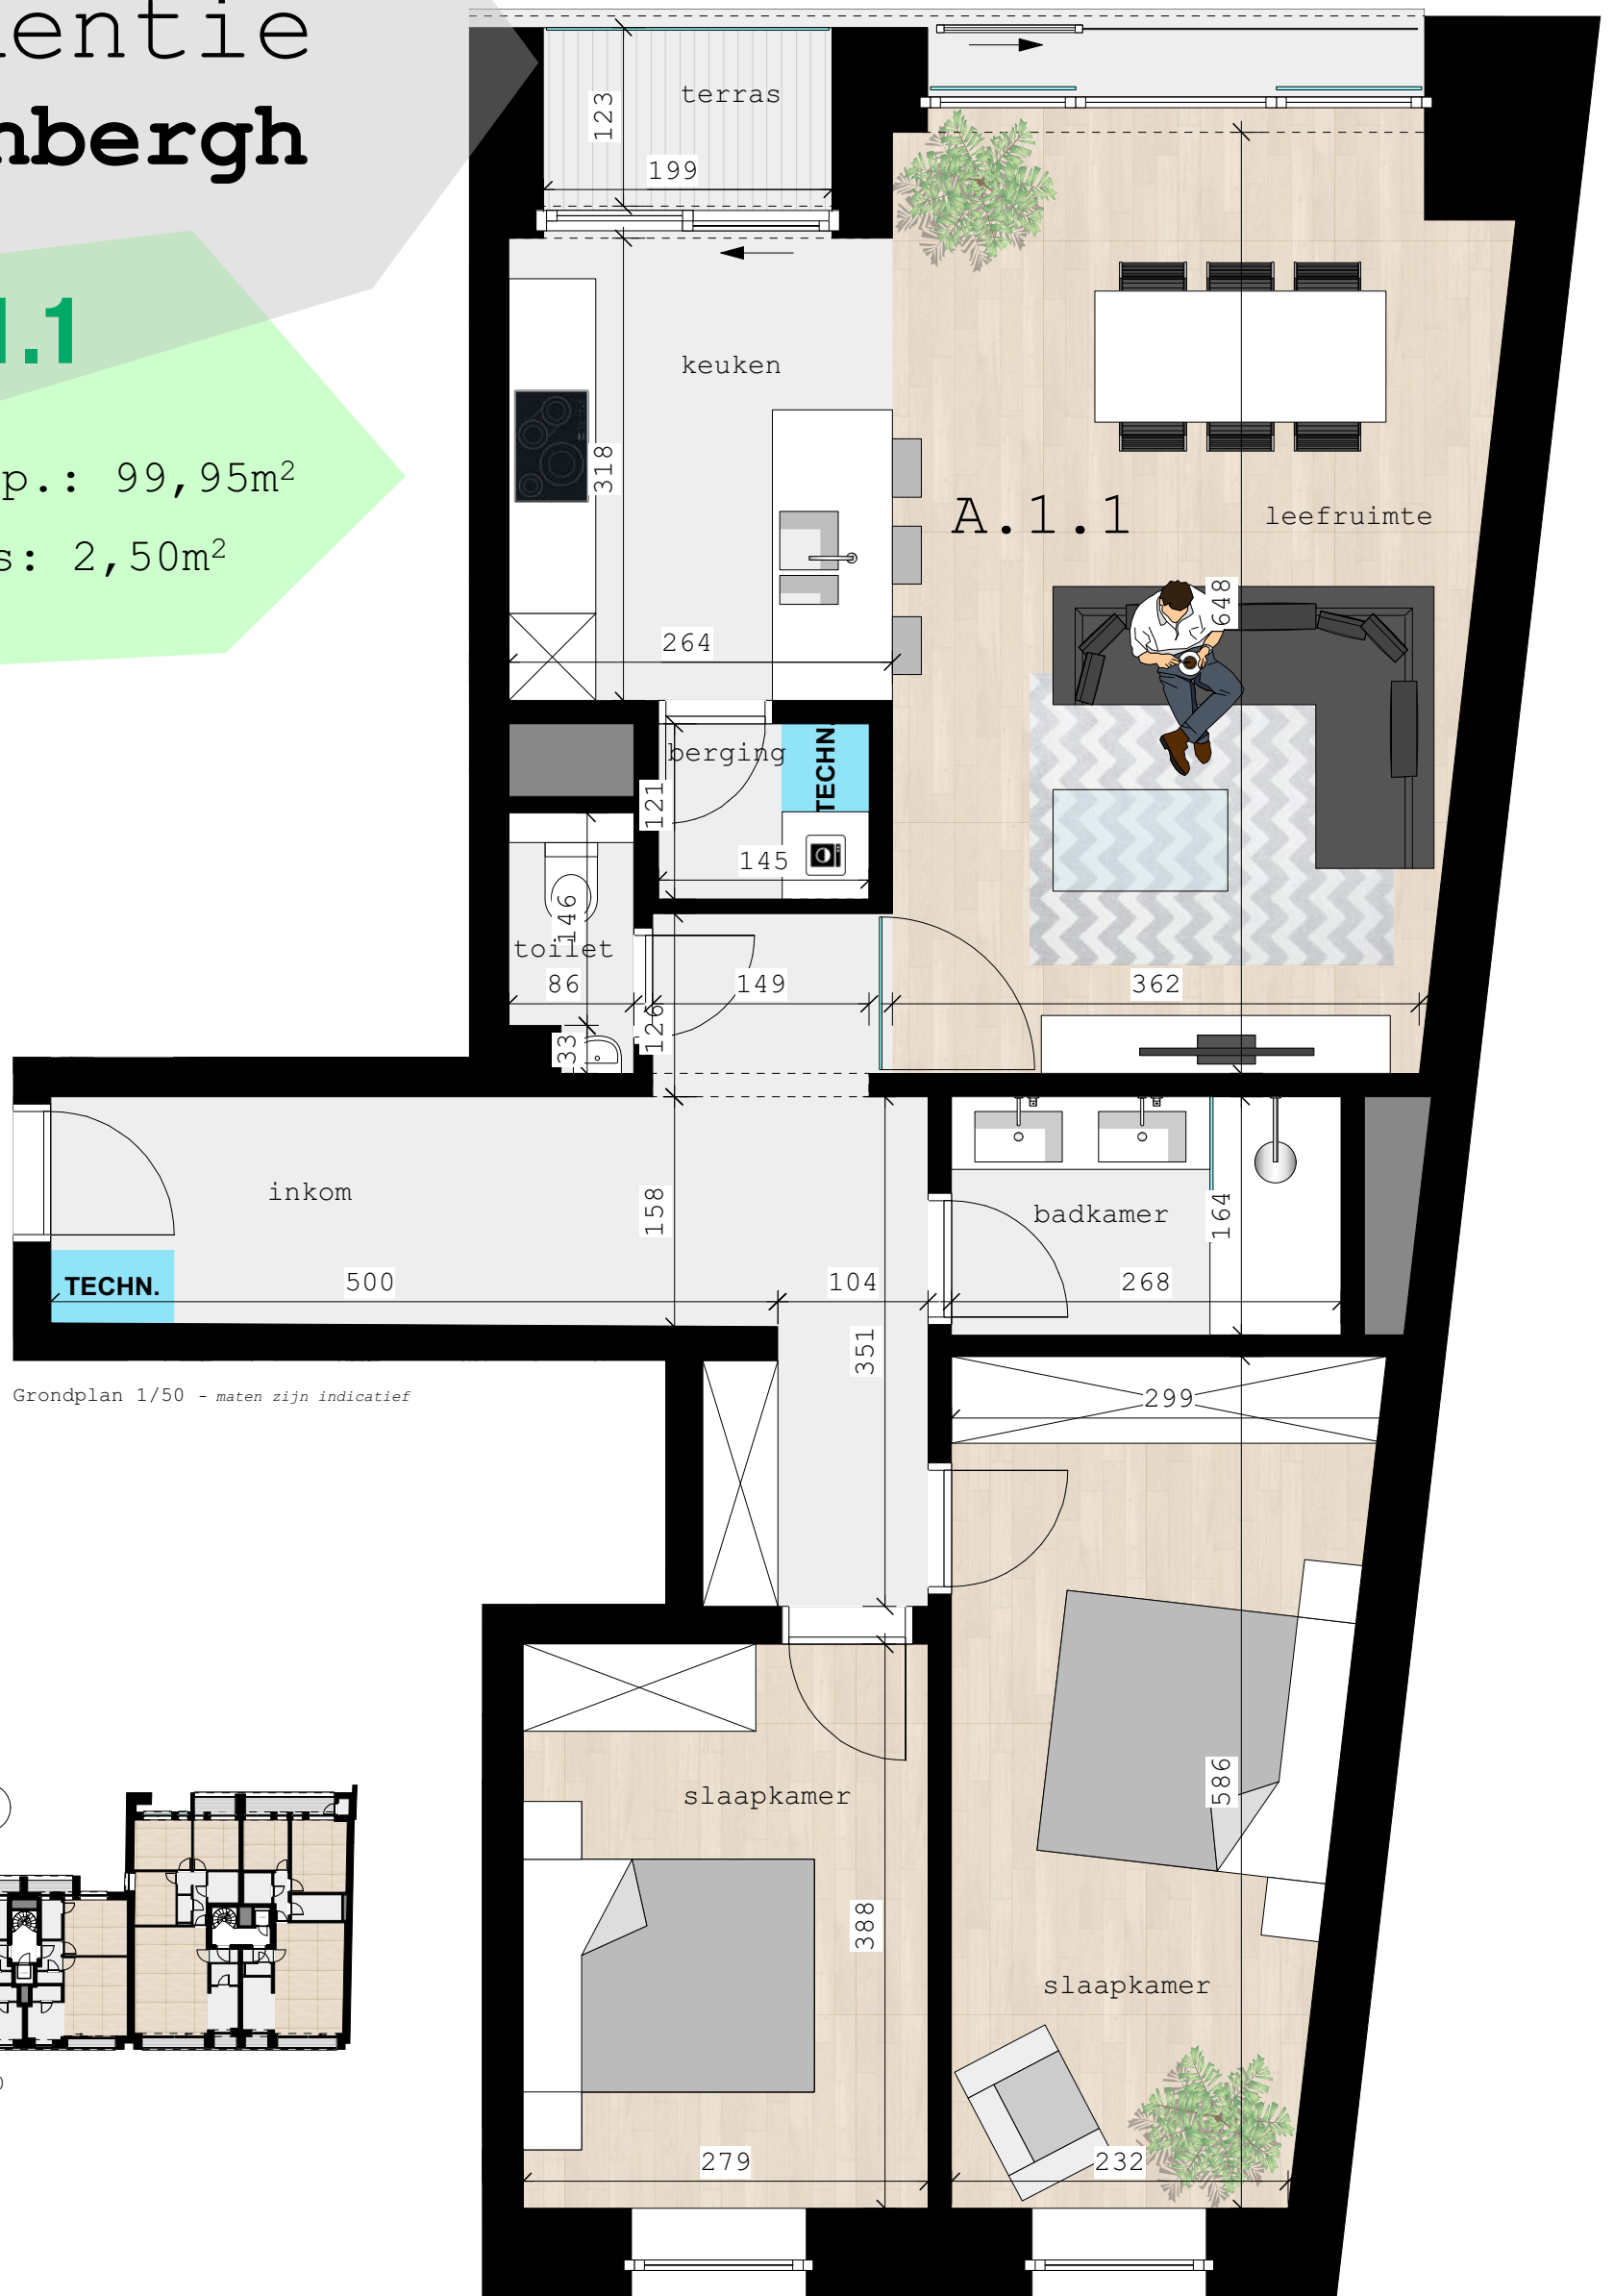 entie
nbergh
1.1
p.: 99,95m²
s: 2,50m²
terras
123
199
keuken
318
264
A.1.1
leefruimte
648
berging
TECHN.
121
145
146
toilet
86
149
362
33
126
inkom
158
badkamer
164
TECHN.
500
104
268
351
Grondplan 1/50 - maten zijn indicatief
299
slaapkamer
586
388
slaapkamer
279
232